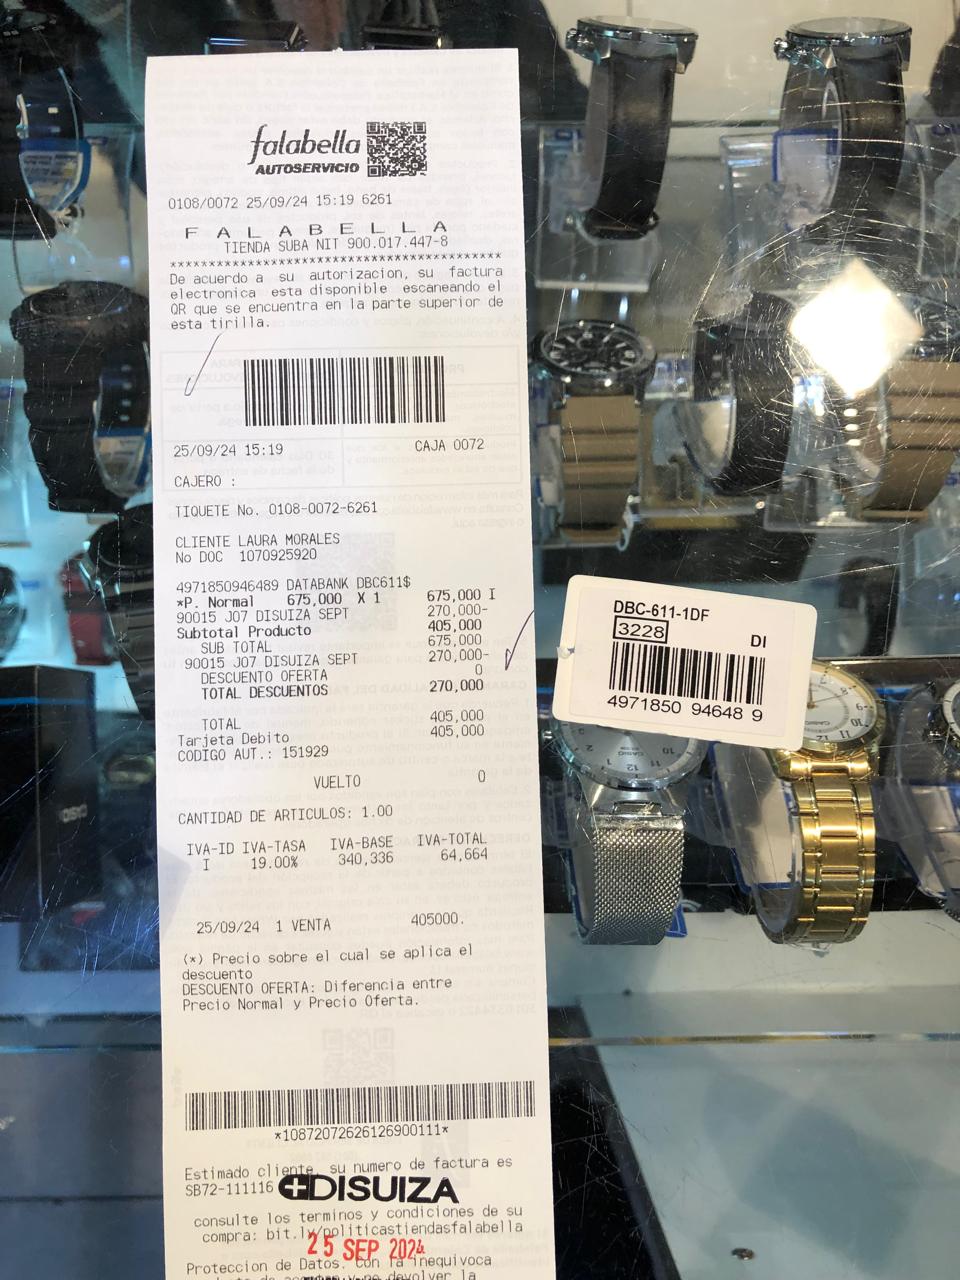 falabella
AUTOSERVICIO
0108/0072 25/09/24 15:19 6261
F A L A B E L L A
TIENDA SUBA NIT 900.017.447-8
****************************************
De acuerdo a su autorizacion, su factura
electronica esta disponible escaneando el
QR que se encuentra en la parte superior de
esta tirilla.
25/09/24 15:19 CAJA 0072
CAJERO :
TIQUETE No. 0108-0072-6261
CLIENTE LAURA MORALES
No DOC 1070925920
4971850946489 DATABANK DBC611$
*P. Normal 675,000 X 1 675,000 I
90015 J07 DISUIZA SEPT 270,000-
Subtotal Producto 405,000
SUB TOTAL 675,000
90015 J07 DISUIZA SEPT 270,000-
DESCUENTO OFERTA 0
TOTAL DESCUENTOS 270,000
TOTAL 405,000
Tarjeta Debito 405,000
CODIGO AUT.: 151929
VUELTO 0
CANTIDAD DE ARTICULOS: 1.00
IVA-ID IVA-TASA IVA-BASE IVA-TOTAL
I 19.00% 340,336 64,664
25/09/24 1 VENTA 405000.
(*) Precio sobre el cual se aplica el
descuento
DESCUENTO OFERTA: Diferencia entre
Precio Normal y Precio Oferta.
*10872072626126900111*
Estimado cliente, su numero de factura es
SB72-111116
DISUIZA
consulte los terminos y condiciones de su
compra: bit.ly/politicastiendasfalabella
25 SEP 2024
Proteccion de Datos. Con la inequivoca
DBC-611-1DF
3228
DI
4971850 94648 9
CASIO
CASIO